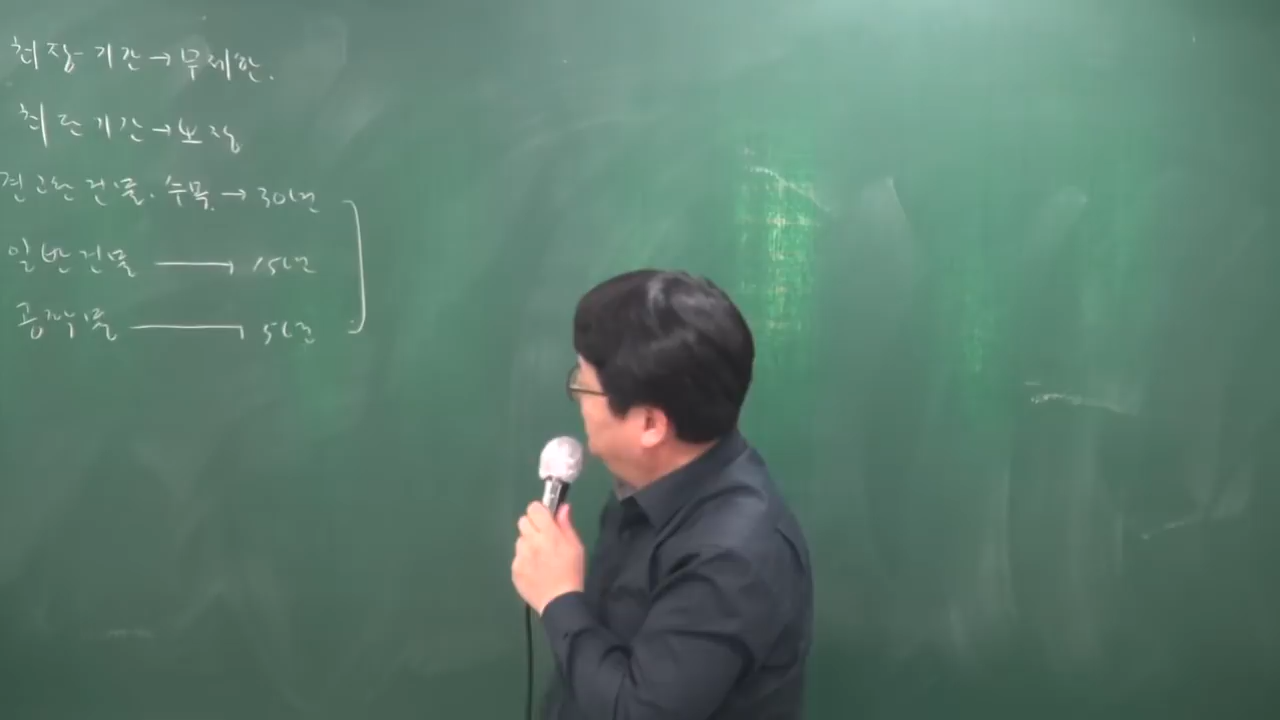 최장기간→무제한.
최단기간→보장
견고한 건물. 수목. → 30년
일반건물 → 15년
공작물 → 5년